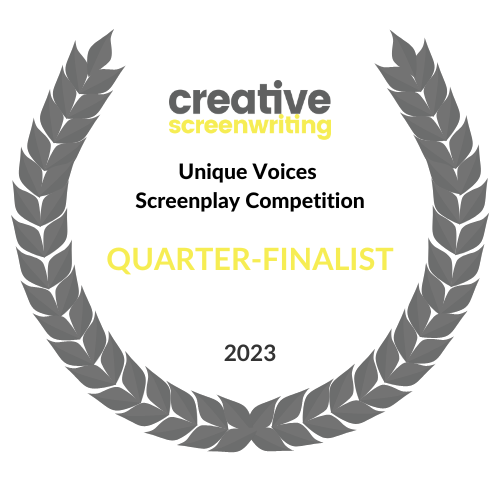 creative
screenwriting
Unique Voices
Screenplay Competition
QUARTER-FINALIST
2023